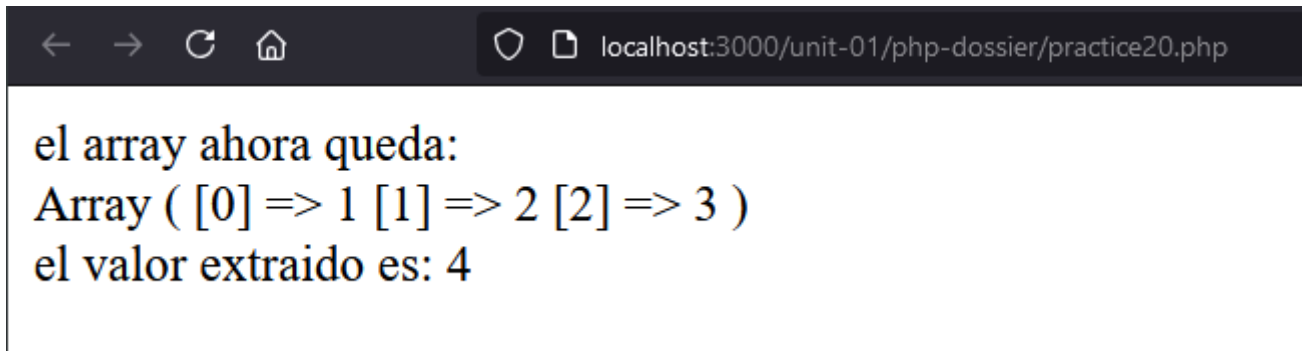 localhost:3000/unit-01/php-dossier/practice20.php
el array ahora queda:
Array ( [0] => 1 [1] => 2 [2] => 3 )
el valor extraido es: 4